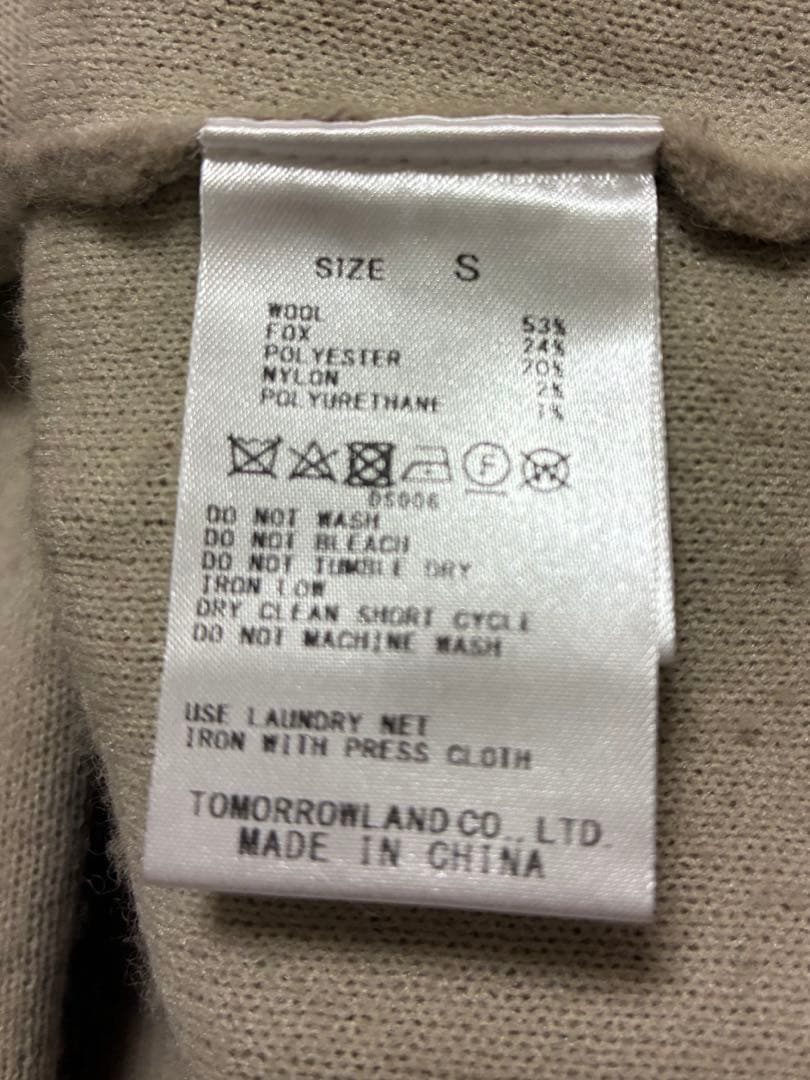 SIZE S
WOOL 53%
FOX 24%
POLYESTER 20%
NYLON 2%
POLYURETHANE 1%
F W
05006
DO NOT WASH
DO NOT BLEACH
DO NOT TUMBLE DRY
IRON LOW
DRY CLEAN SHORT CYCLE
DO NOT MACHINE WASH
USE LAUNDRY NET
IRON WITH PRESS CLOTH
TOMORROWLAND CO., LTD.
MADE IN CHINA